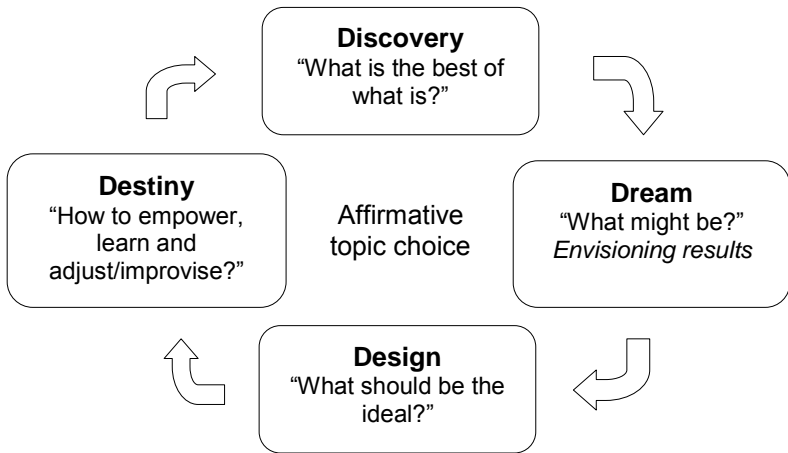 Discovery
“What is the best of
what is?”
Destiny
“How to empower,
learn and
adjust/improvise?”
Affirmative
topic choice
Dream
“What might be?”
Envisioning results
Design
“What should be the
ideal?”